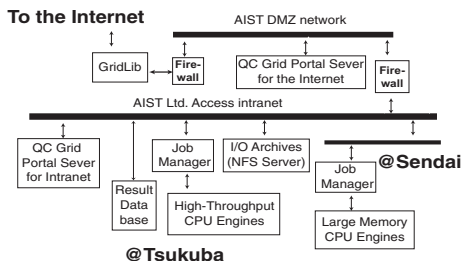 To the Internet
AIST DMZ network
GridLib
Fire-
wall
QC Grid Portal Sever
for the Internet
Fire-
wall
AIST Ltd. Access intranet
QC Grid
Portal Sever
for Intranet
Result
Data
base
Job
Manager
I/O Archives
(NFS Server)
High-Throughput
CPU Engines
@Tsukuba
@Sendai
Job
Manager
Large Memory
CPU Engines